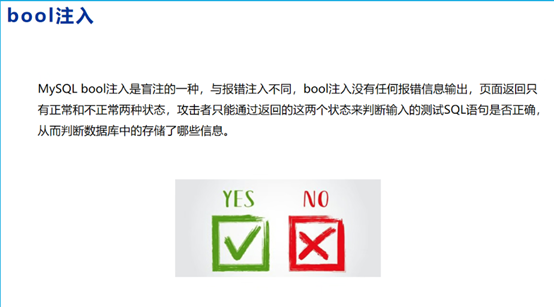 bool注入
MySQL bool注入是盲注的一种，与报错注入不同，bool注入没有任何报错信息输出，页面返回只
有正常和不正常两种状态，攻击者只能通过返回的这两个状态来判断输入的测试SQL语句是否正确，
从而判断数据库中的存储了哪些信息。
YES NO